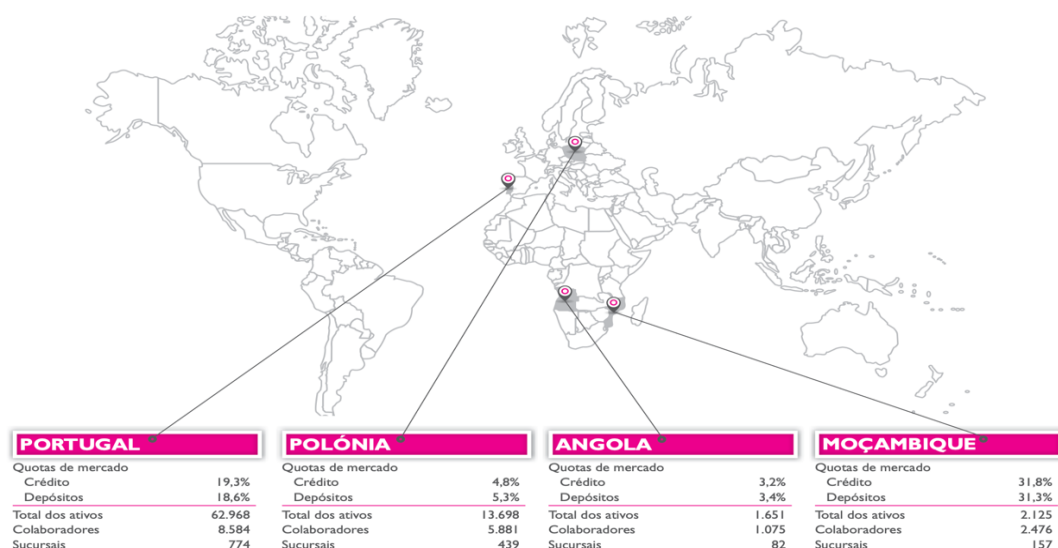 PORTUGAL
Quotas de mercado
Crédito 19,3%
Depósitos 18,6%
Total dos ativos 62.968
Colaboradores 8.584
Sucursais 774
POLÓNIA
Quotas de mercado
Crédito 4,8%
Depósitos 5,3%
Total dos ativos 13.698
Colaboradores 5.881
Sucursais 439
ANGOLA
Quotas de mercado
Crédito 3,2%
Depósitos 3,4%
Total dos ativos 1.651
Colaboradores 1.075
Sucursais 82
MOÇAMBIQUE
Quotas de mercado
Crédito 31,8%
Depósitos 31,3%
Total dos ativos 2.125
Colaboradores 2.476
Sucursais 157